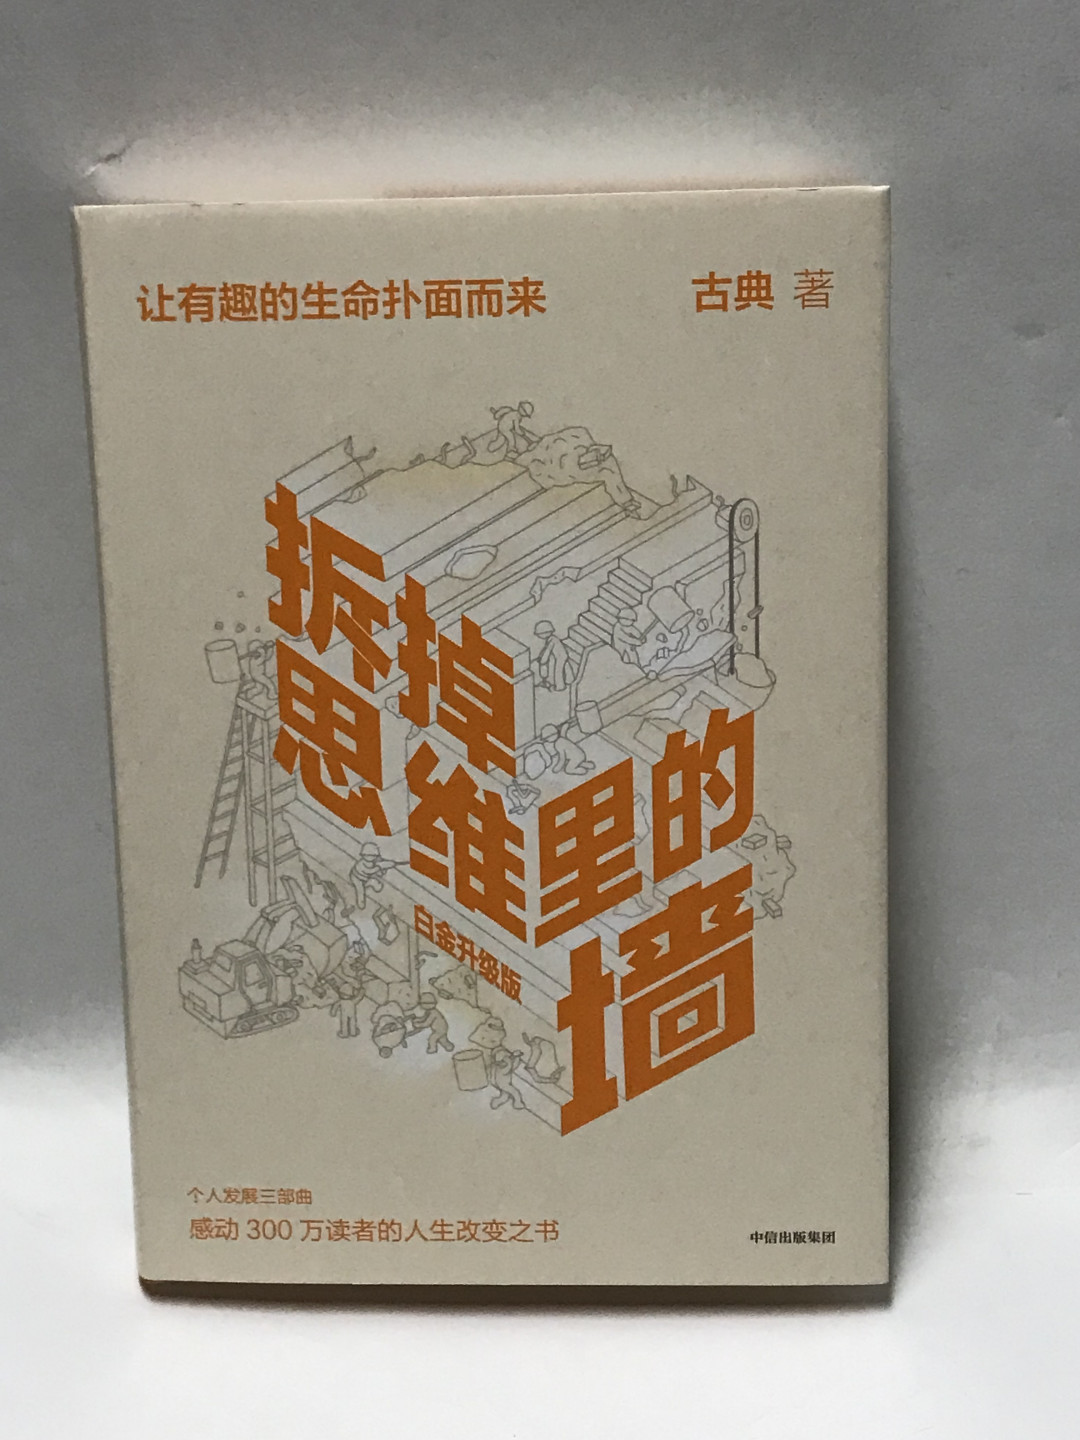 让有趣的生命扑面而来
古典 著
拆掉
思维里的
墙
白金升级版
个人发展三部曲
感动 300 万读者的人生改变之书
中信出版集团